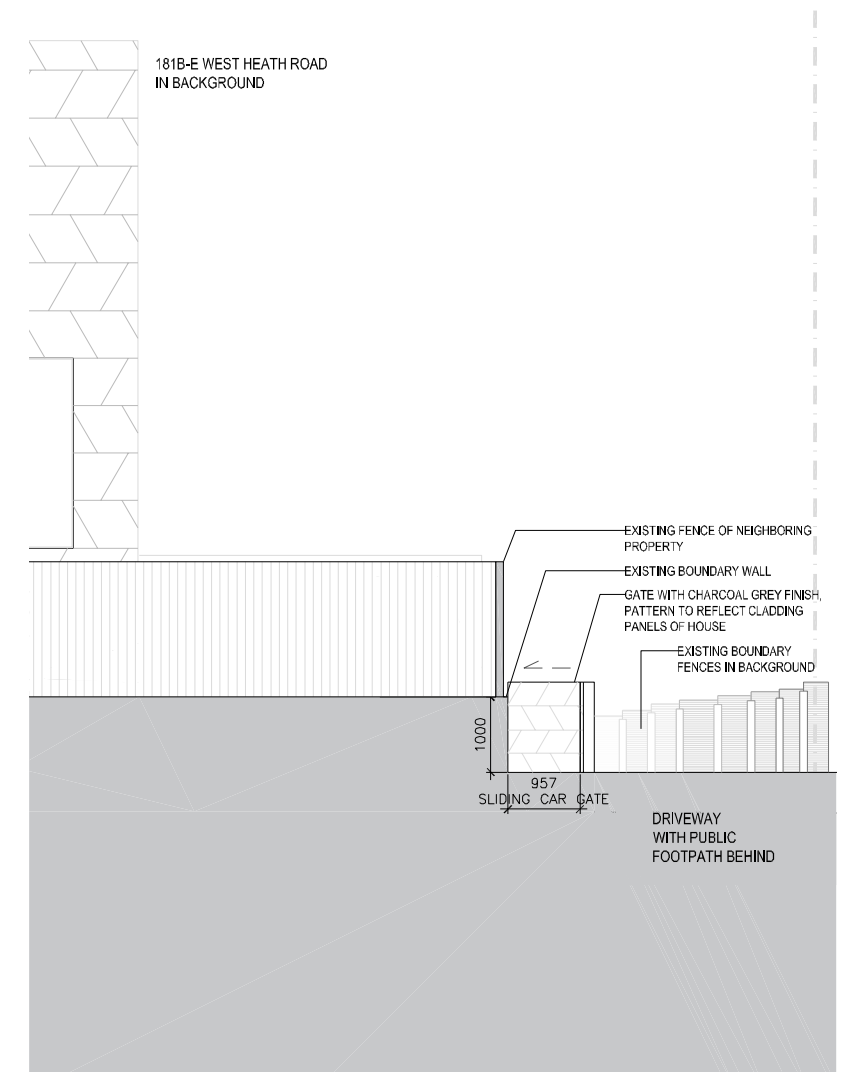 181B-E WEST HEATH ROAD
IN BACKGROUND
EXISTING FENCE OF NEIGHBORING
PROPERTY
EXISTING BOUNDARY WALL
GATE WITH CHARCOAL GREY FINISH,
PATTERN TO REFLECT CLADDING
PANELS OF HOUSE
EXISTING BOUNDARY
FENCES IN BACKGROUND
1000
957
SLIDING CAR GATE
DRIVEWAY
WITH PUBLIC
FOOTPATH BEHIND